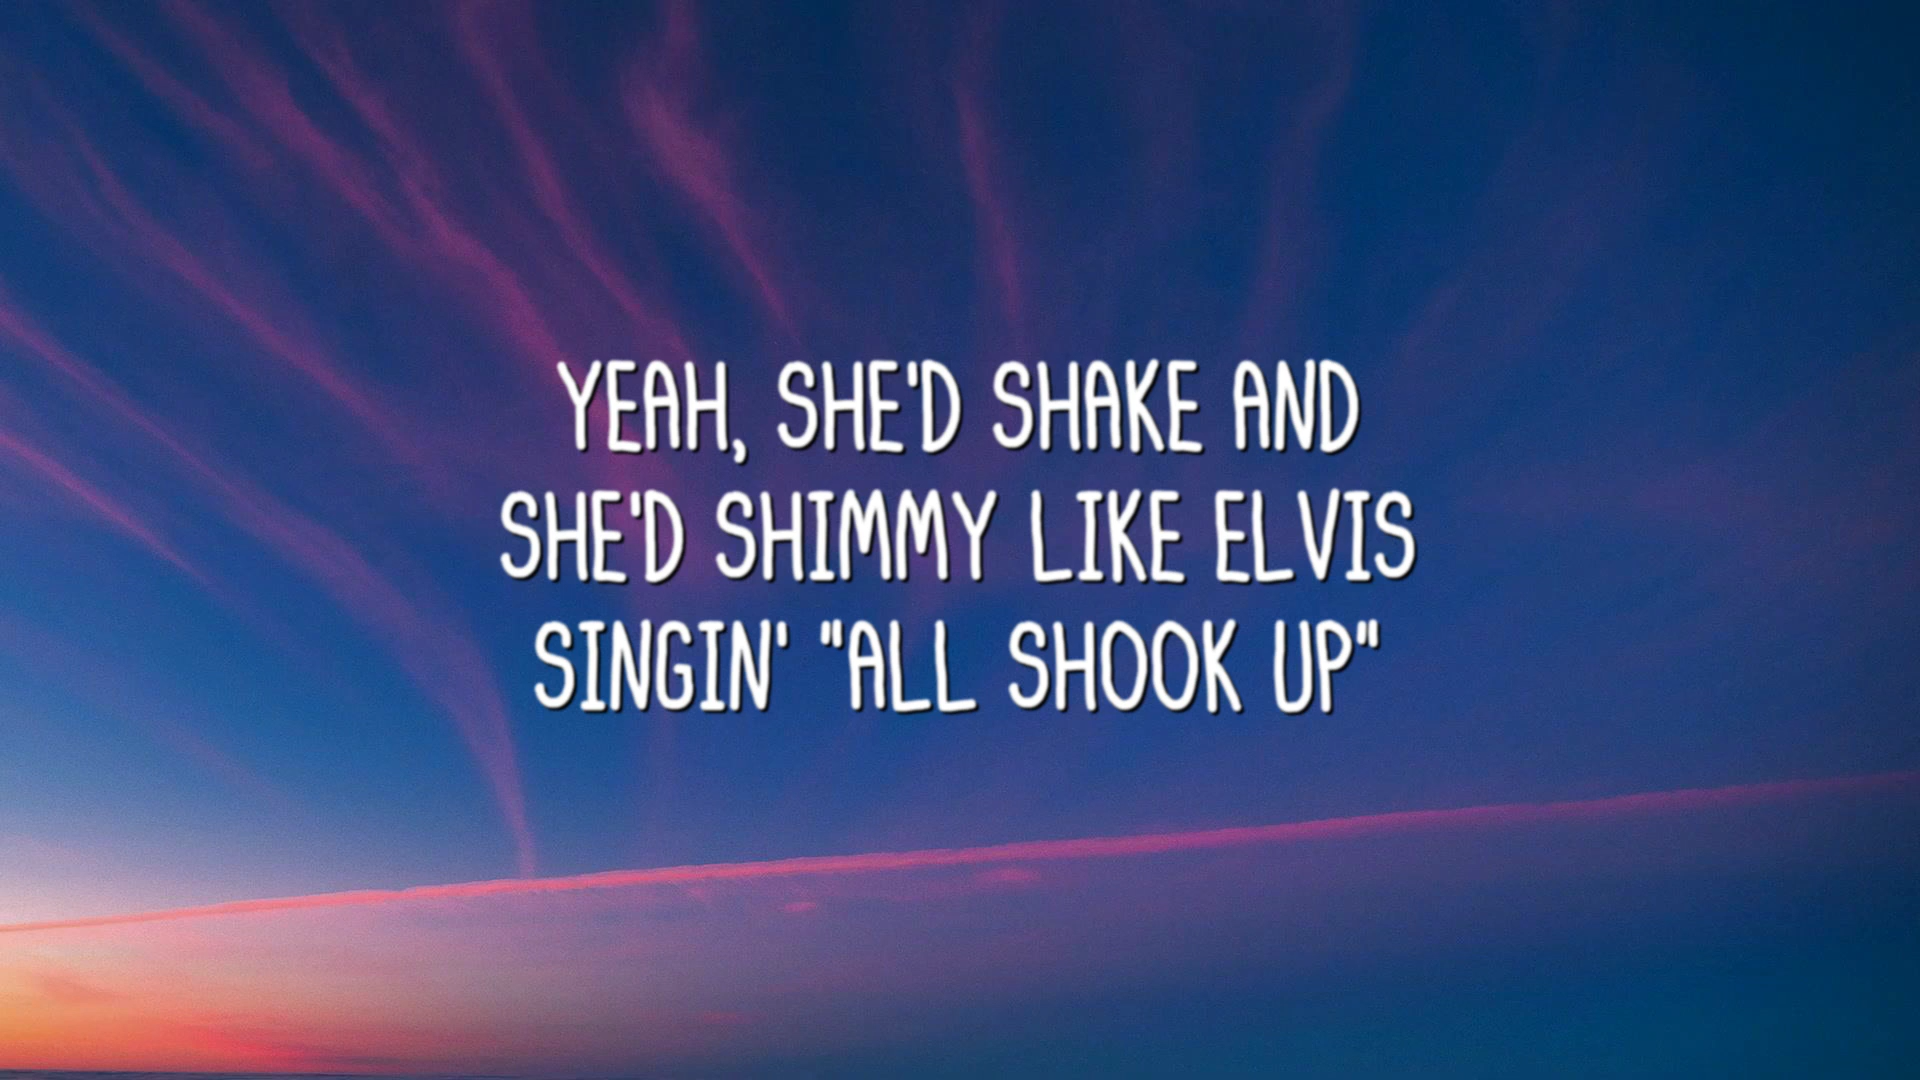 YEAH, SHE'D SHAKE AND
SHE'D SHIMMY LIKE ELVIS
SINGIN' "ALL SHOOK UP"